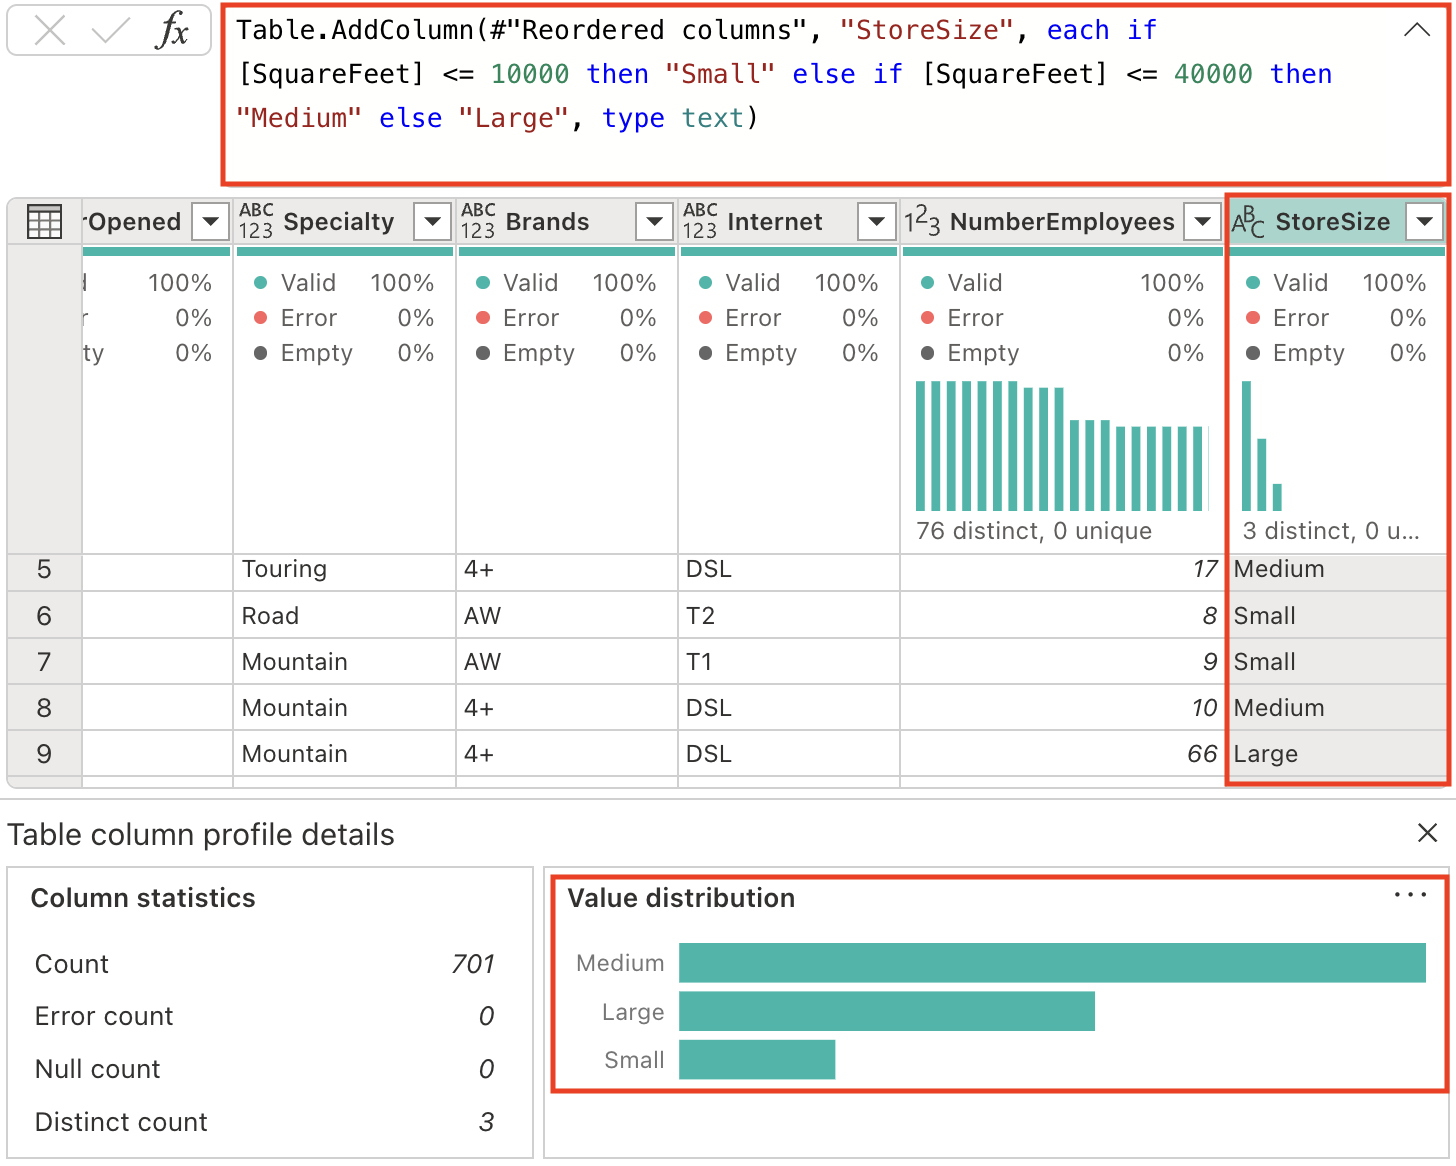 fx
Table.AddColumn(#"Reordered columns", "StoreSize", each if
[SquareFeet] <= 10000 then "Small" else if [SquareFeet] <= 40000 then
"Medium" else "Large", type text)
rOpened ABC 123 Specialty ABC 123 Brands ABC 123 Internet 123 NumberEmployees ABC StoreSize
d 100% Valid 100% Valid 100% Valid 100% Valid 100% Valid 100%
r 0% Error 0% Error 0% Error 0% Error 0% Error 0%
ty 0% Empty 0% Empty 0% Empty 0% Empty 0% Empty 0%
76 distinct, 0 unique 3 distinct, 0 u...
5 Touring 4+ DSL 17 Medium
6 Road AW T2 8 Small
7 Mountain AW T1 9 Small
8 Mountain 4+ DSL 10 Medium
9 Mountain 4+ DSL 66 Large
Table column profile details
Column statistics
Count 701
Error count 0
Null count 0
Distinct count 3
Value distribution ...
Medium
Large
Small